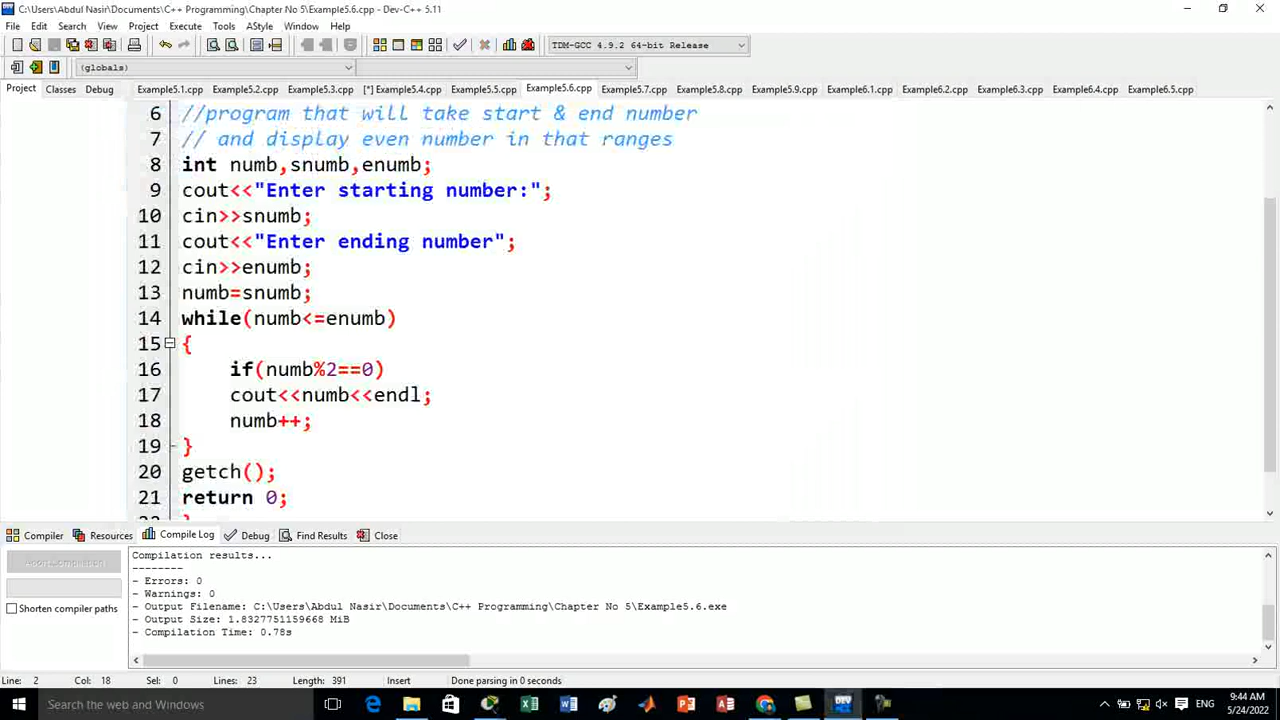 C:\Users\Abdul Nasir\Documents\C++ Programming\Chapter No 5\Example5.6.cpp - Dev-C++ 5.11
File Edit Search View Project Execute Tools AStyle Window Help
TDM-GCC 4.9.2 64-bit Release
(globals)
Project Classes Debug Example5.1.cpp Example5.2.cpp Example5.3.cpp [*] Example5.4.cpp Example5.5.cpp Example5.6.cpp Example5.7.cpp Example5.8.cpp Example5.9.cpp Example6.1.cpp Example6.2.cpp Example6.3.cpp Example6.4.cpp Example6.5.cpp
6 //program that will take start & end number
7 // and display even number in that ranges
8 int numb,snumb,enumb;
9 cout<<"Enter starting number:";
10 cin>>snumb;
11 cout<<"Enter ending number";
12 cin>>enumb;
13 numb=snumb;
14 while(numb<=enumb)
15 {
16 if(numb%2==0)
17 cout<<numb<<endl;
18 numb++;
19 }
20 getch();
21 return 0;
Compiler Resources Compile Log Debug Find Results Close
Abort Compilation
Shorten compiler paths
Compilation results...
--------
- Errors: 0
- Warnings: 0
- Output Filename: C:\Users\Abdul Nasir\Documents\C++ Programming\Chapter No 5\Example5.6.exe
- Output Size: 1.8327751159668 MiB
- Compilation Time: 0.78s
Line: 2 Col: 18 Sel: 0 Lines: 23 Length: 391 Insert Done parsing in 0 seconds
Search the web and Windows
ENG
9:44 AM
5/24/2022